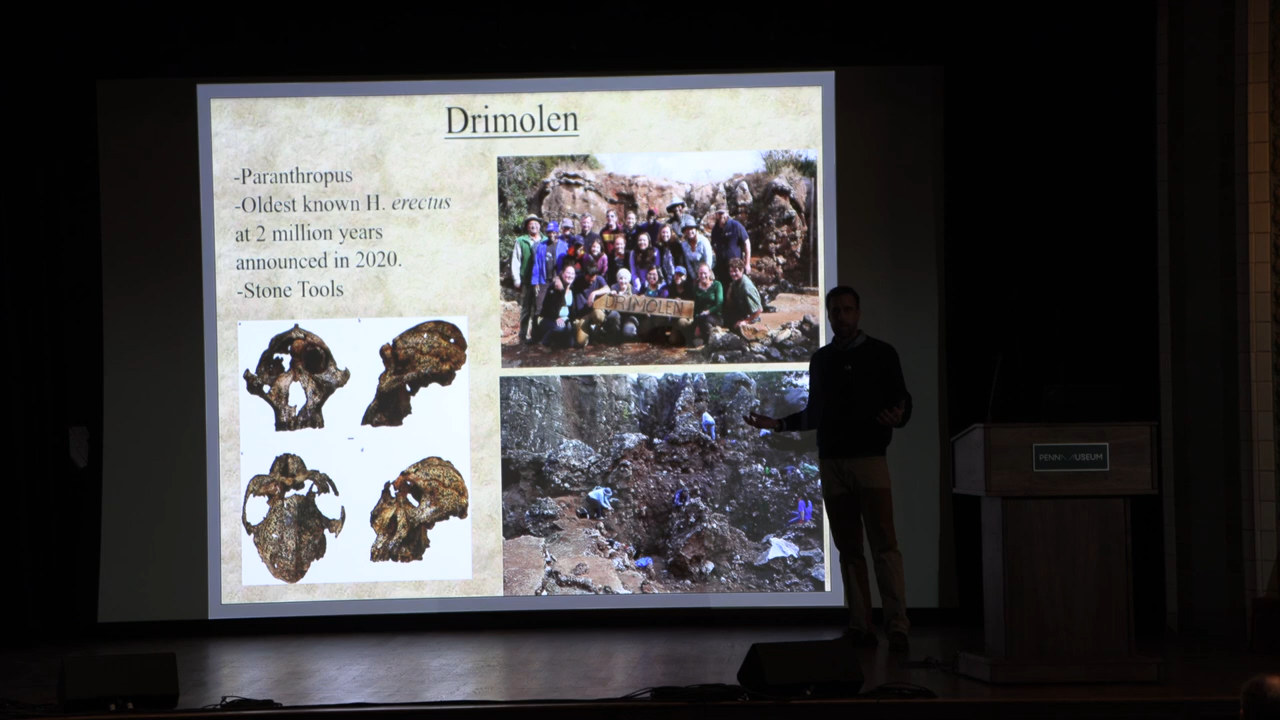 Drimolen
-Paranthropus
-Oldest known H. erectus
at 2 million years
announced in 2020.
-Stone Tools
DRIMOLEN
PENN MUSEUM